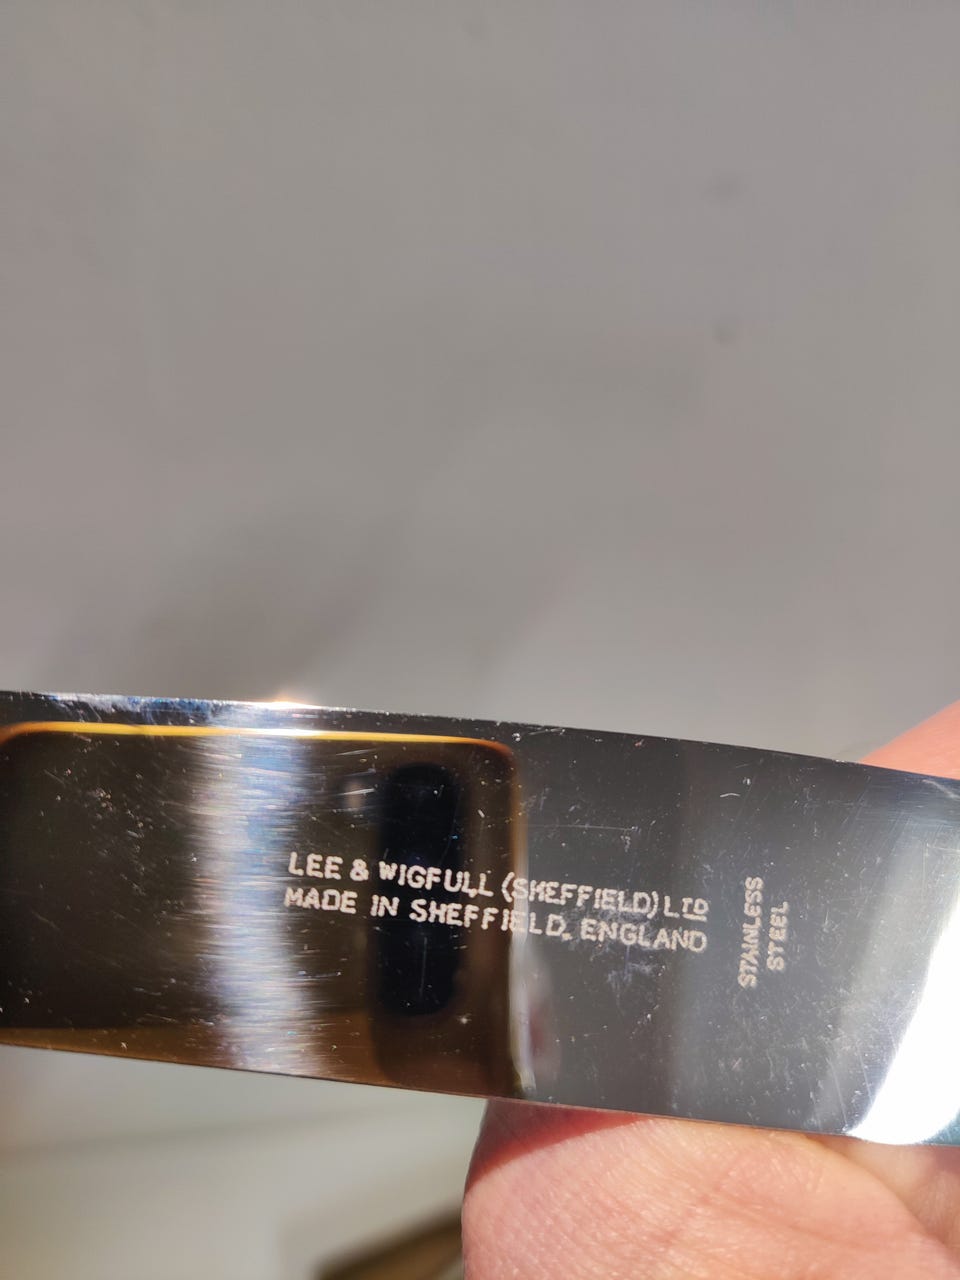 LEE & WIGFULL (SHEFFIELD) LTD
MADE IN SHEFFIELD, ENGLAND
STAINLESS
STEEL